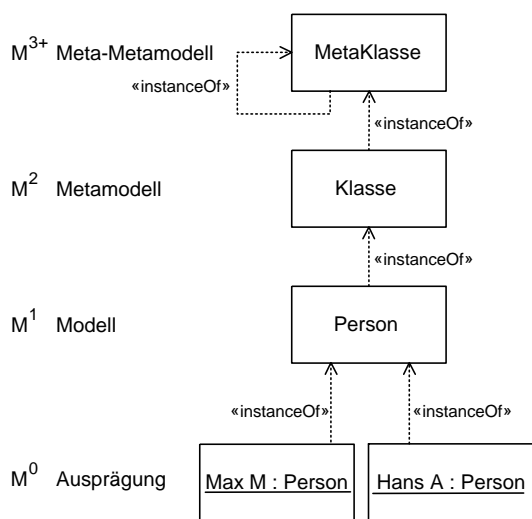 M³⁺ Meta-Metamodell MetaKlasse
«instanceOf»
«instanceOf»
M² Metamodell Klasse
«instanceOf»
M¹ Modell Person
«instanceOf» «instanceOf»
M⁰ Ausprägung Max M : Person Hans A : Person